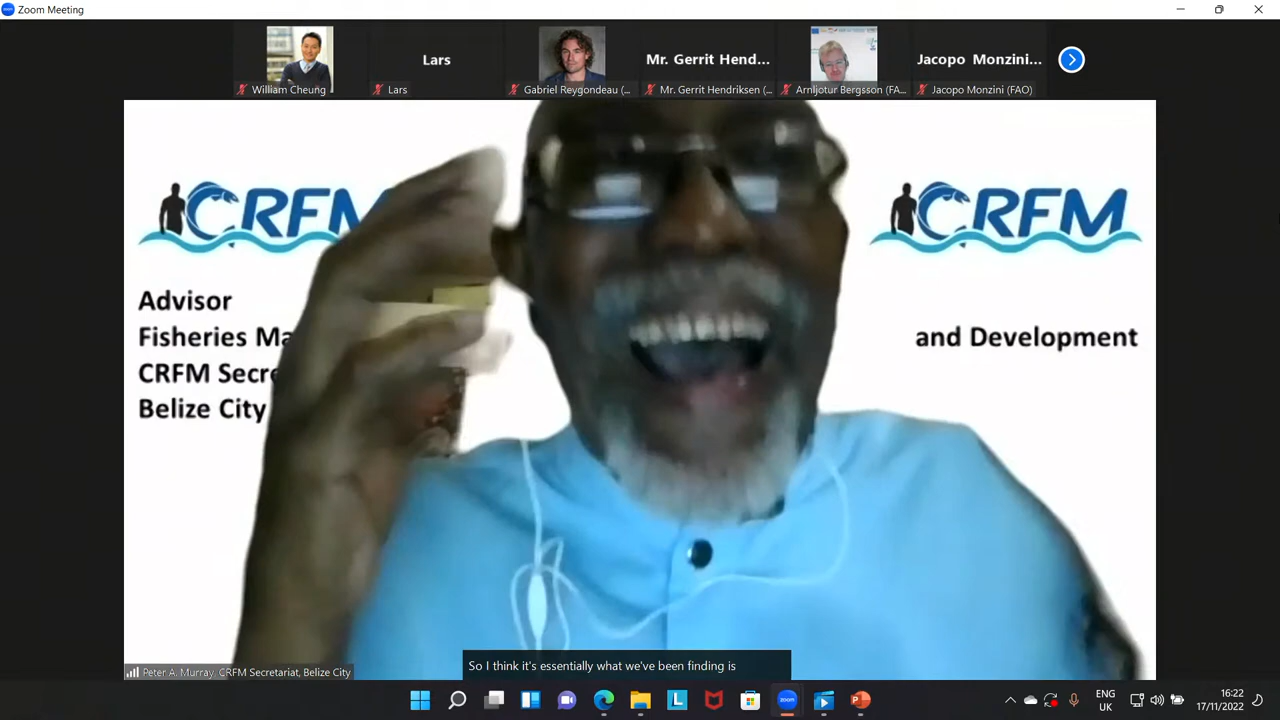 Zoom Meeting
Lars
Mr. Gerrit Hend...
Jacopo Monzini...
William Cheung
Lars
Gabriel Reygondeau (...
Mr. Gerrit Hendriksen (...
Arnljotur Bergsson (FA...
Jacopo Monzini (FAO)
CRFM
CRFM
Advisor
Fisheries Ma
and Development
CRFM Secre
Belize City
Peter A. Murray, CRFM Secretariat, Belize City
So I think it's essentially what we've been finding is
ENG
UK
16:22
17/11/2022